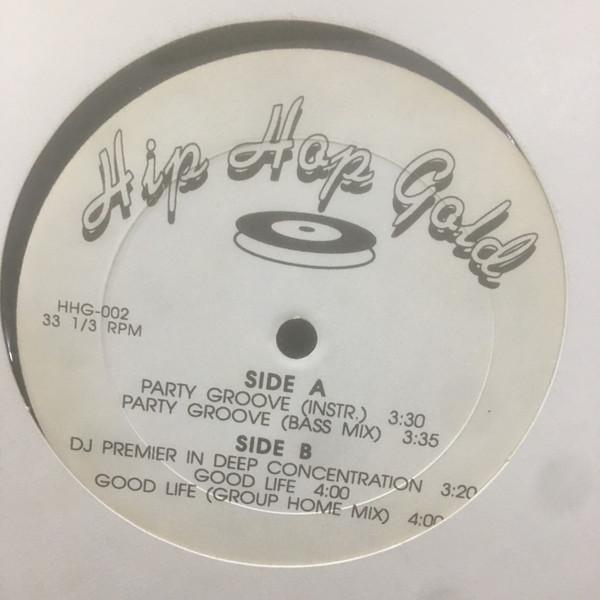 Hip Hop Gold
HHG-002
33 1/3 RPM
SIDE A
PARTY GROOVE (INSTR.) 3:30
PARTY GROOVE (BASS MIX) 3:35
SIDE B
DJ PREMIER IN DEEP CONCENTRATION 3:20
GOOD LIFE 4:00
GOOD LIFE (GROUP HOME MIX) 4:00